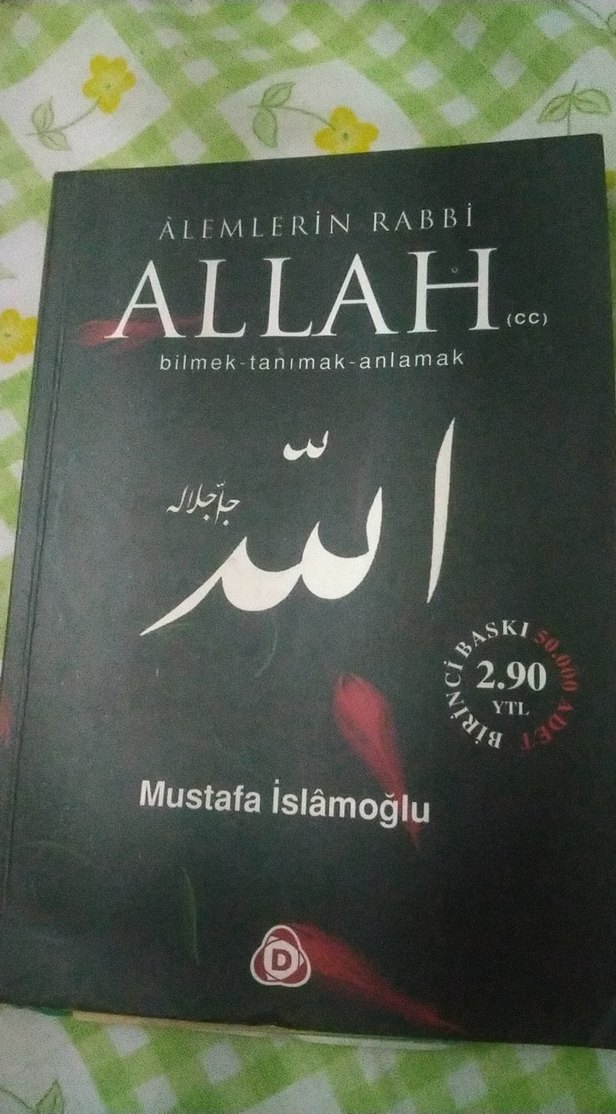 ÂLEMLERİN RABBİ
ALLAH (CC)
bilmek-tanımak-anlamak
الله
جلّ جلاله
BİRİNCİ BASKI 50.000 ADET
2.90
YTL
Mustafa İslâmoğlu
D